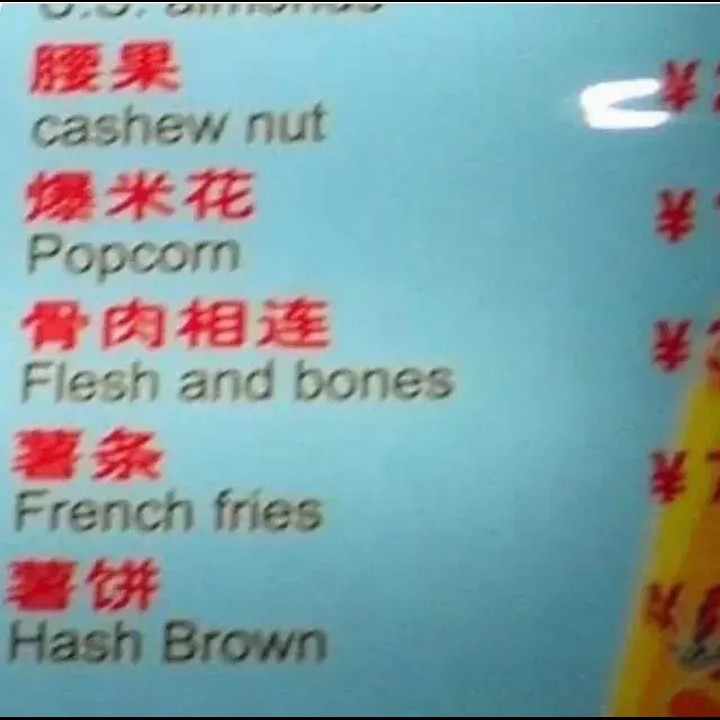 U.S. almonds
腰果
cashew nut
爆米花
Popcorn
骨肉相连
Flesh and bones
薯条
French fries
薯饼
Hash Brown